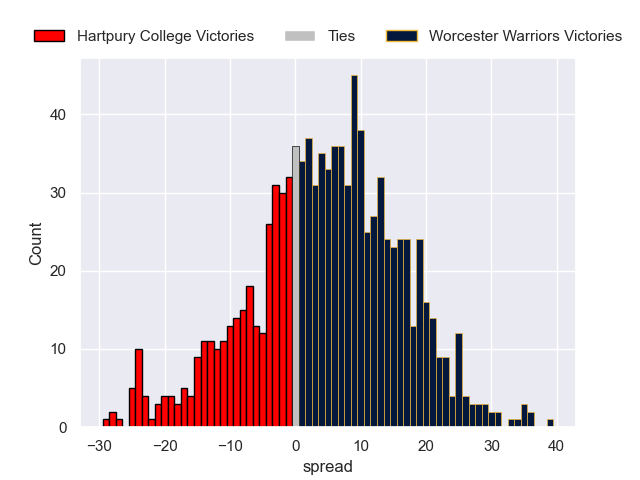 Hartpury College Victories Ties Worcester Warriors Victories
40
30
20
10
0
Count
−30 −20 −10 0 10 20 30 40
spread